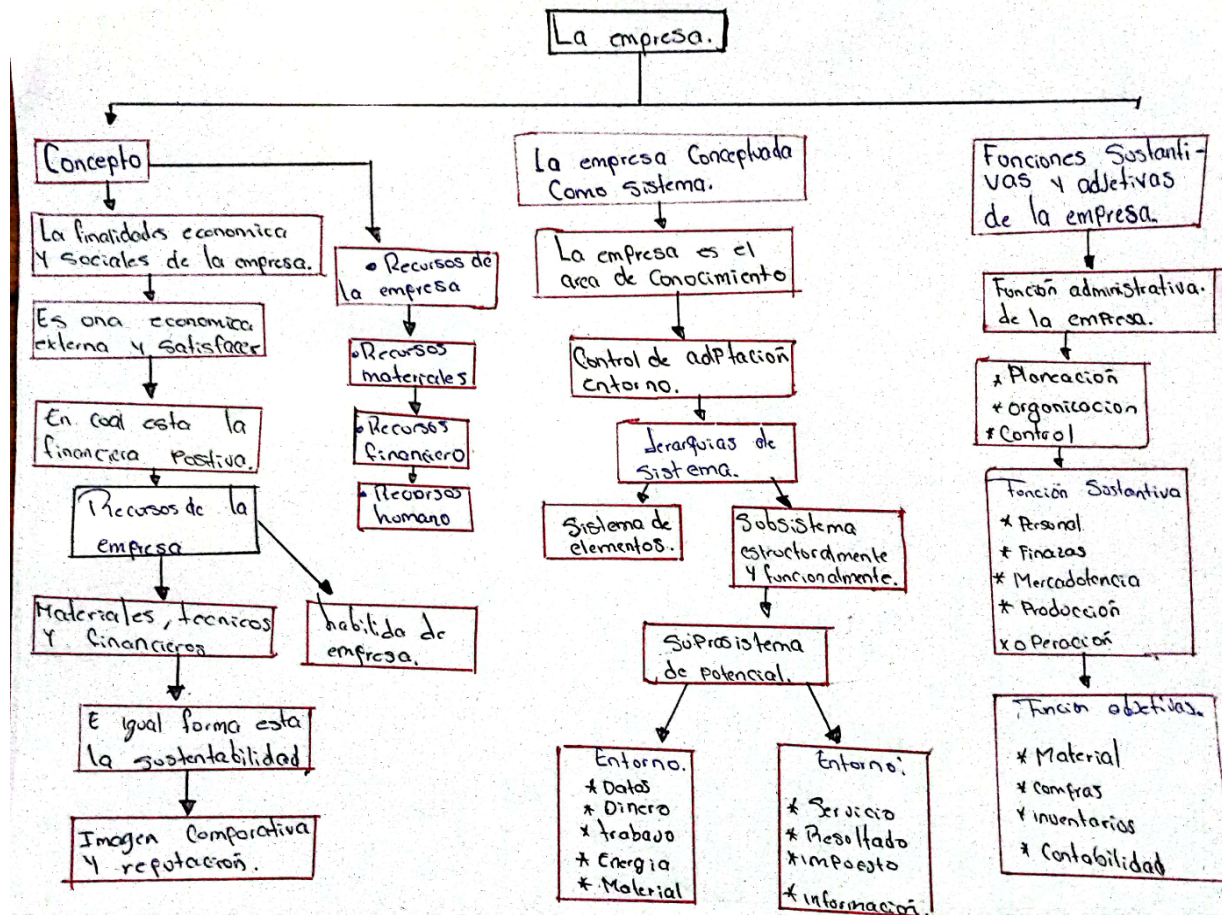 La empresa.
Concepto
La finalidades economica
y sociales de la empresa.
Es una economica
externa y satisfacer
En cual esta la
financiera Positiva.
Recursos de la
empresa
Materiales, tecnicos
y financieros
habilida de
empresa.
E igual forma esta
la sustentabilidad
Imagen Comparativa
y reputación.
• Recursos de
la empresa
• Recursos
materiales
• Recursos
financiero
• Recursos
humano
La empresa Conceptuada
Como Sistema.
La empresa es el
area de Conocimiento
Control de adPtacion
entorno.
Jerarquias de
sistema.
Sistema de
elementos.
Subsistema
estructuralmente
y funcionalmente.
Suprasistema
de potencial.
Entorno.
* Datos
* Dinero
* trabajo
* Energia
* Material
Entorno:
* Servicio
* Resultado
* impuesto
* información.
Funciones Sustanti-
vas y adJetivas
de la empresa.
Función administrativa
de la empresa.
* Planeación
* organicacion
* Control
Función Sustantiva
* Personal
* Finazas
* Mercadotencia
* Producción
* oPeración
Función adJetivas.
* Material
* compras
* inventarios
* Contabilidad